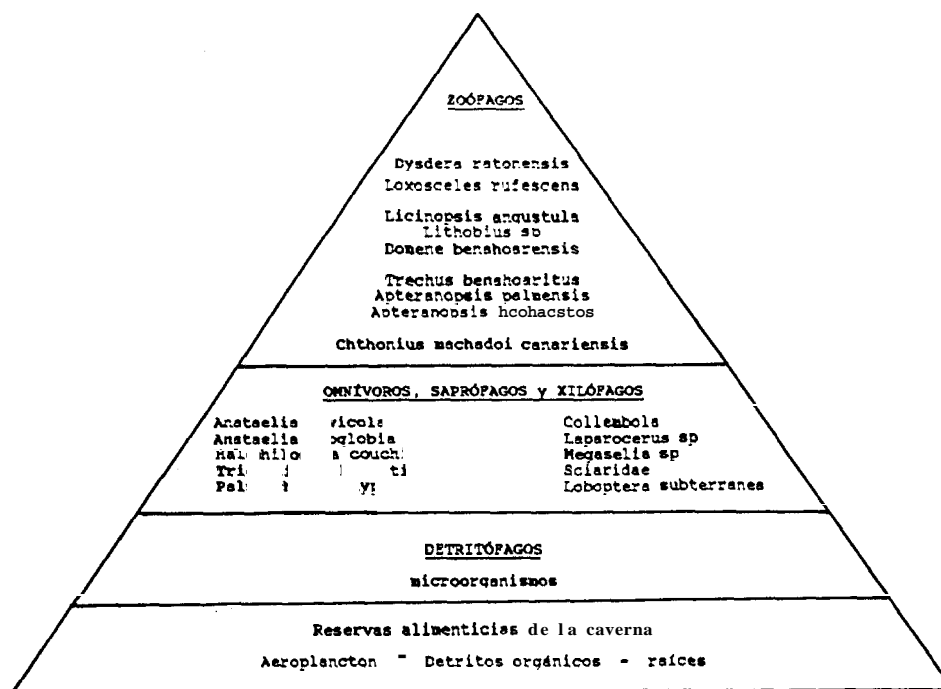 ZOÓFAGOS
Dysdera ratonensis
Loxosceles rufescens
Licinopsis angustula
Lithobius sp
Domene benahoarensis
Trechus benahoaritus
Apteranopsis palmensis
Apteranopsis hcohacstos
Chthonius machadoi canariensis
OMNÍVOROS, SAPRÓFAGOS y XILÓFAGOS
Anataelia Collembola
Anataelia Laparocerus sp
couchi Megaselia sp
Sciaridae
Loboptera subterranea
DETRITÓFAGOS
microorganismos
Reservas alimenticias de la caverna
Aeroplancton - Detritos orgánicos - raíces